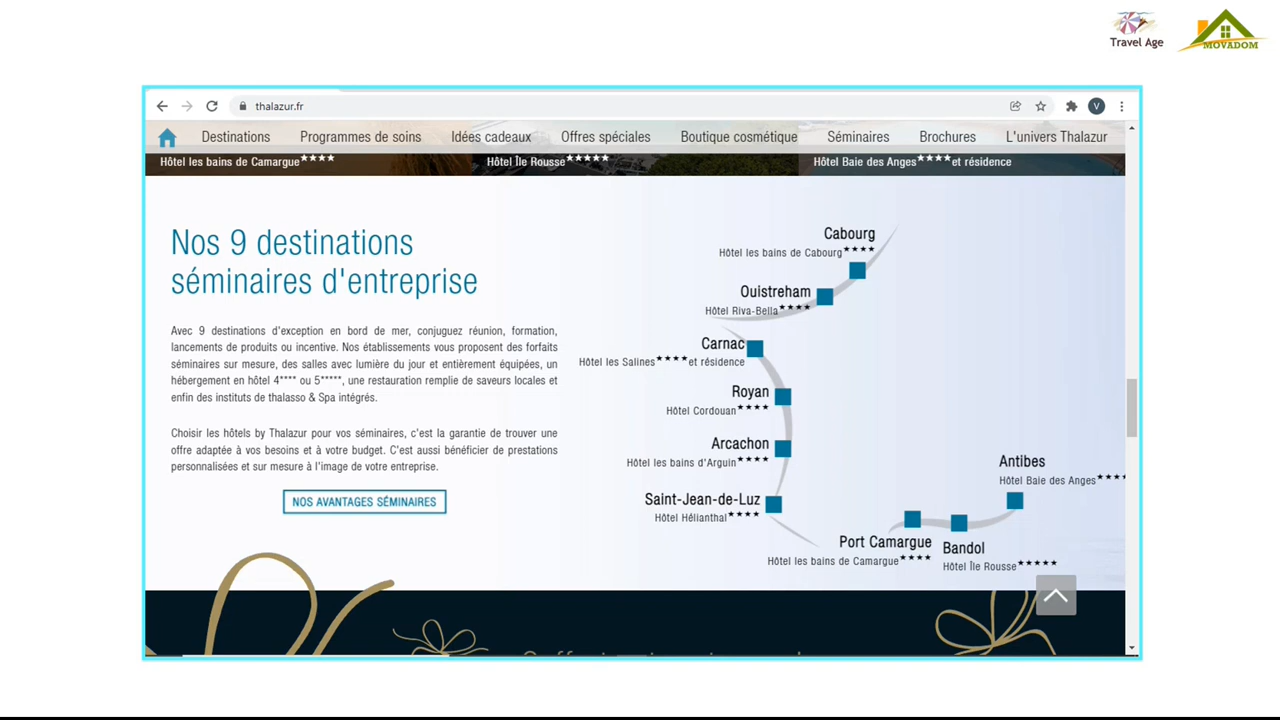 Travel Age
MOVADOM
thalazur.fr
V
Destinations
Programmes de soins
Idées cadeaux
Offres spéciales
Boutique cosmétique
Séminaires
Brochures
L'univers Thalazur
Hôtel les bains de Camargue★★★★
Hôtel Île Rousse★★★★★
Hôtel Baie des Anges★★★★et résidence
Nos 9 destinations
séminaires d'entreprise
Avec 9 destinations d'exception en bord de mer, conjuguez réunion, formation,
lancements de produits ou incentive. Nos établissements vous proposent des forfaits
séminaires sur mesure, des salles avec lumière du jour et entièrement équipées, un
hébergement en hôtel 4**** ou 5*****, une restauration remplie de saveurs locales et
enfin des instituts de thalasso & Spa intégrés.
Choisir les hôtels by Thalazur pour vos séminaires, c'est la garantie de trouver une
offre adaptée à vos besoins et à votre budget. C'est aussi bénéficier de prestations
personnalisées et sur mesure à l'image de votre entreprise.
NOS AVANTAGES SÉMINAIRES
Cabourg
Hôtel les bains de Cabourg★★★★
Ouistreham
Hôtel Riva-Bella★★★★
Carnac
Hôtel les Salines★★★★et résidence
Royan
Hôtel Cordouan★★★★
Arcachon
Hôtel les bains d'Arguin★★★★
Saint-Jean-de-Luz
Hôtel Hélianthal★★★★
Antibes
Hôtel Baie des Anges★★★★
Port Camargue
Hôtel les bains de Camargue★★★★
Bandol
Hôtel Île Rousse★★★★★